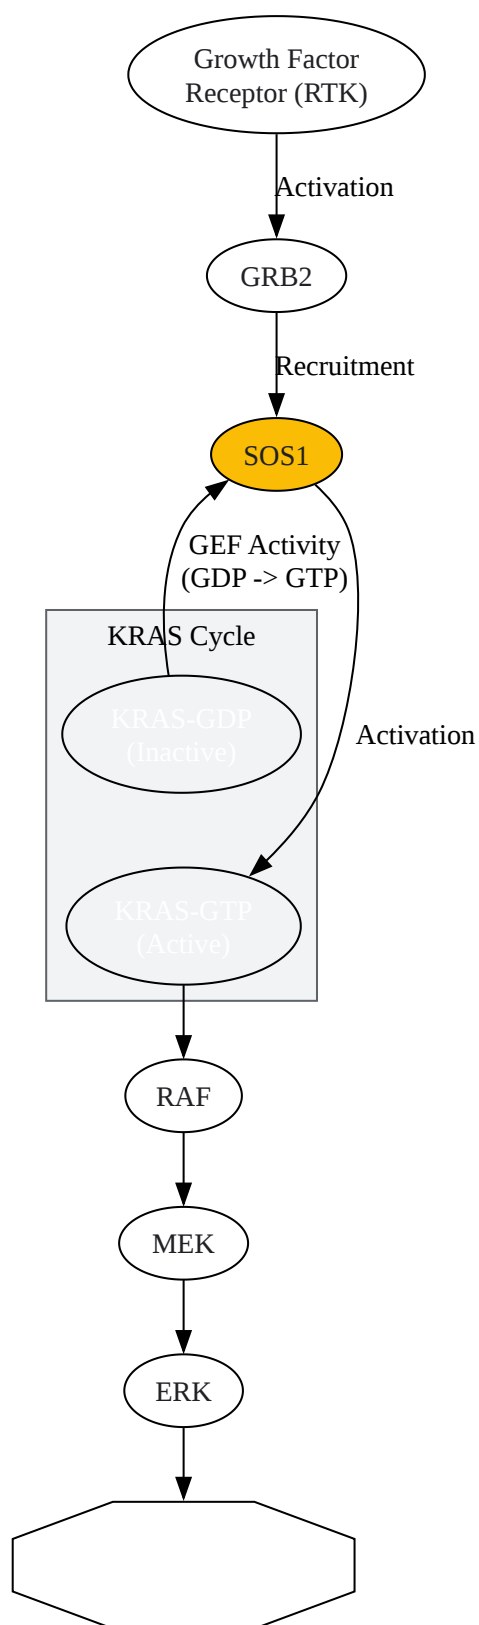 Growth Factor
Receptor (RTK)
Activation
GRB2
Recruitment
SOS1
GEF Activity
(GDP -> GTP)
KRAS Cycle
KRAS-GDP
(Inactive)
Activation
KRAS-GTP
(Active)
RAF
MEK
ERK